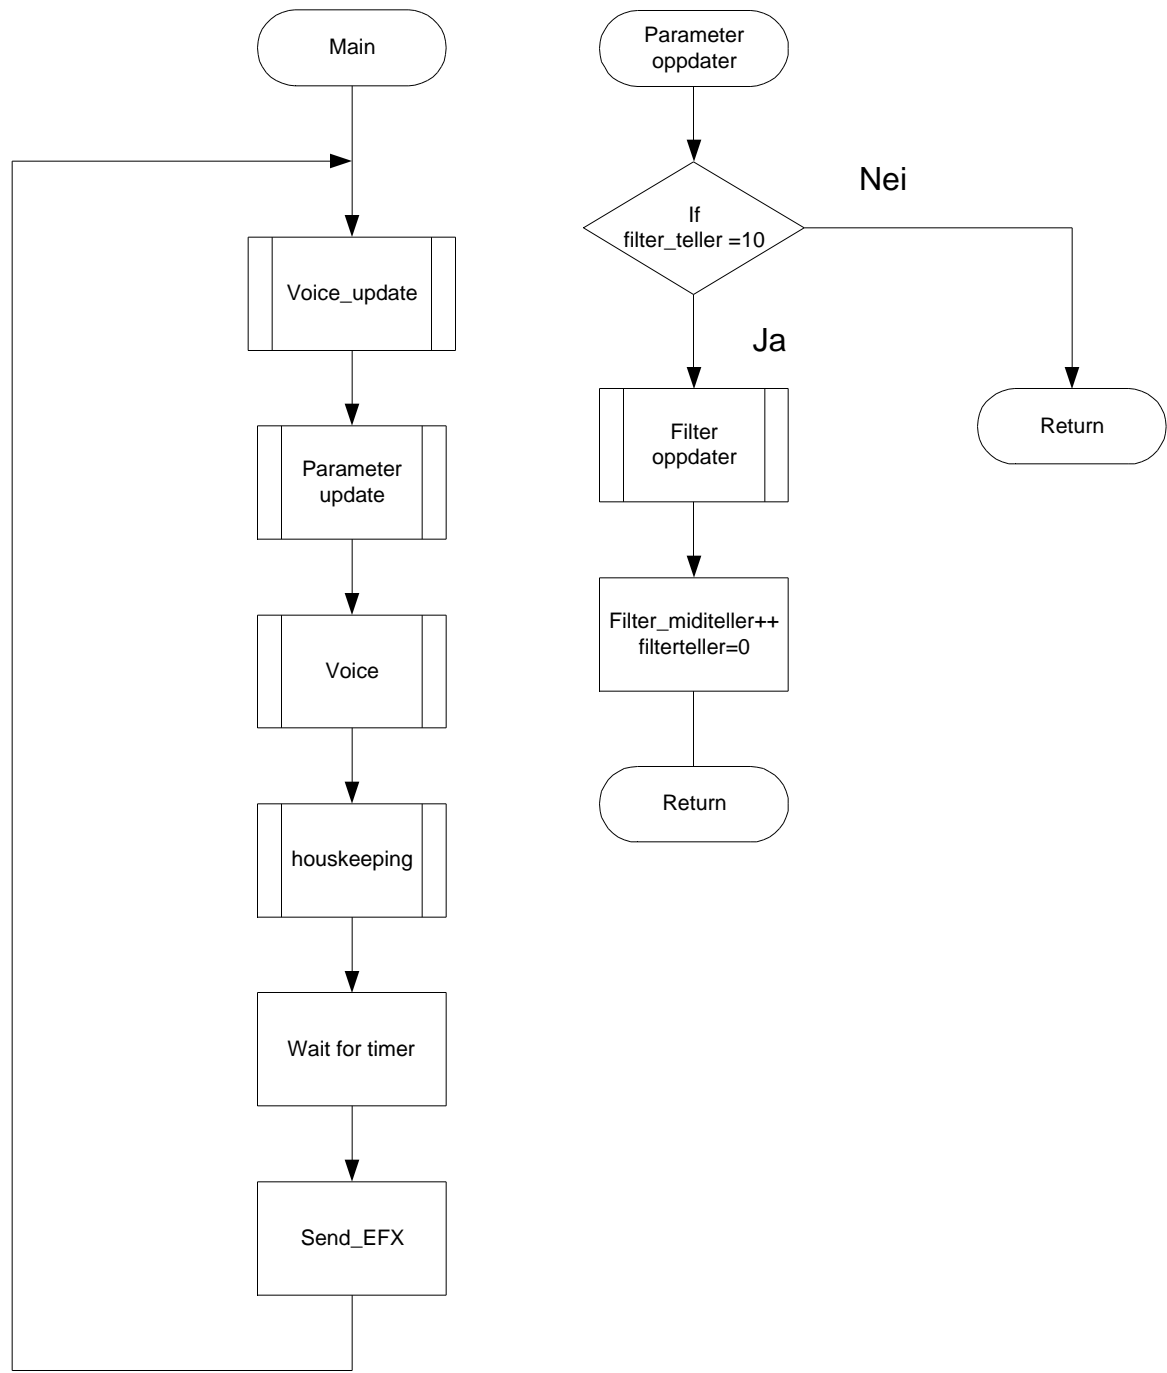 Main
Voice_update
Parameter
update
Voice
houskeeping
Wait for timer
Send_EFX
Parameter
oppdater
If
filter_teller =10
Nei
Ja
Filter
oppdater
Return
Filter_miditeller++
filterteller=0
Return